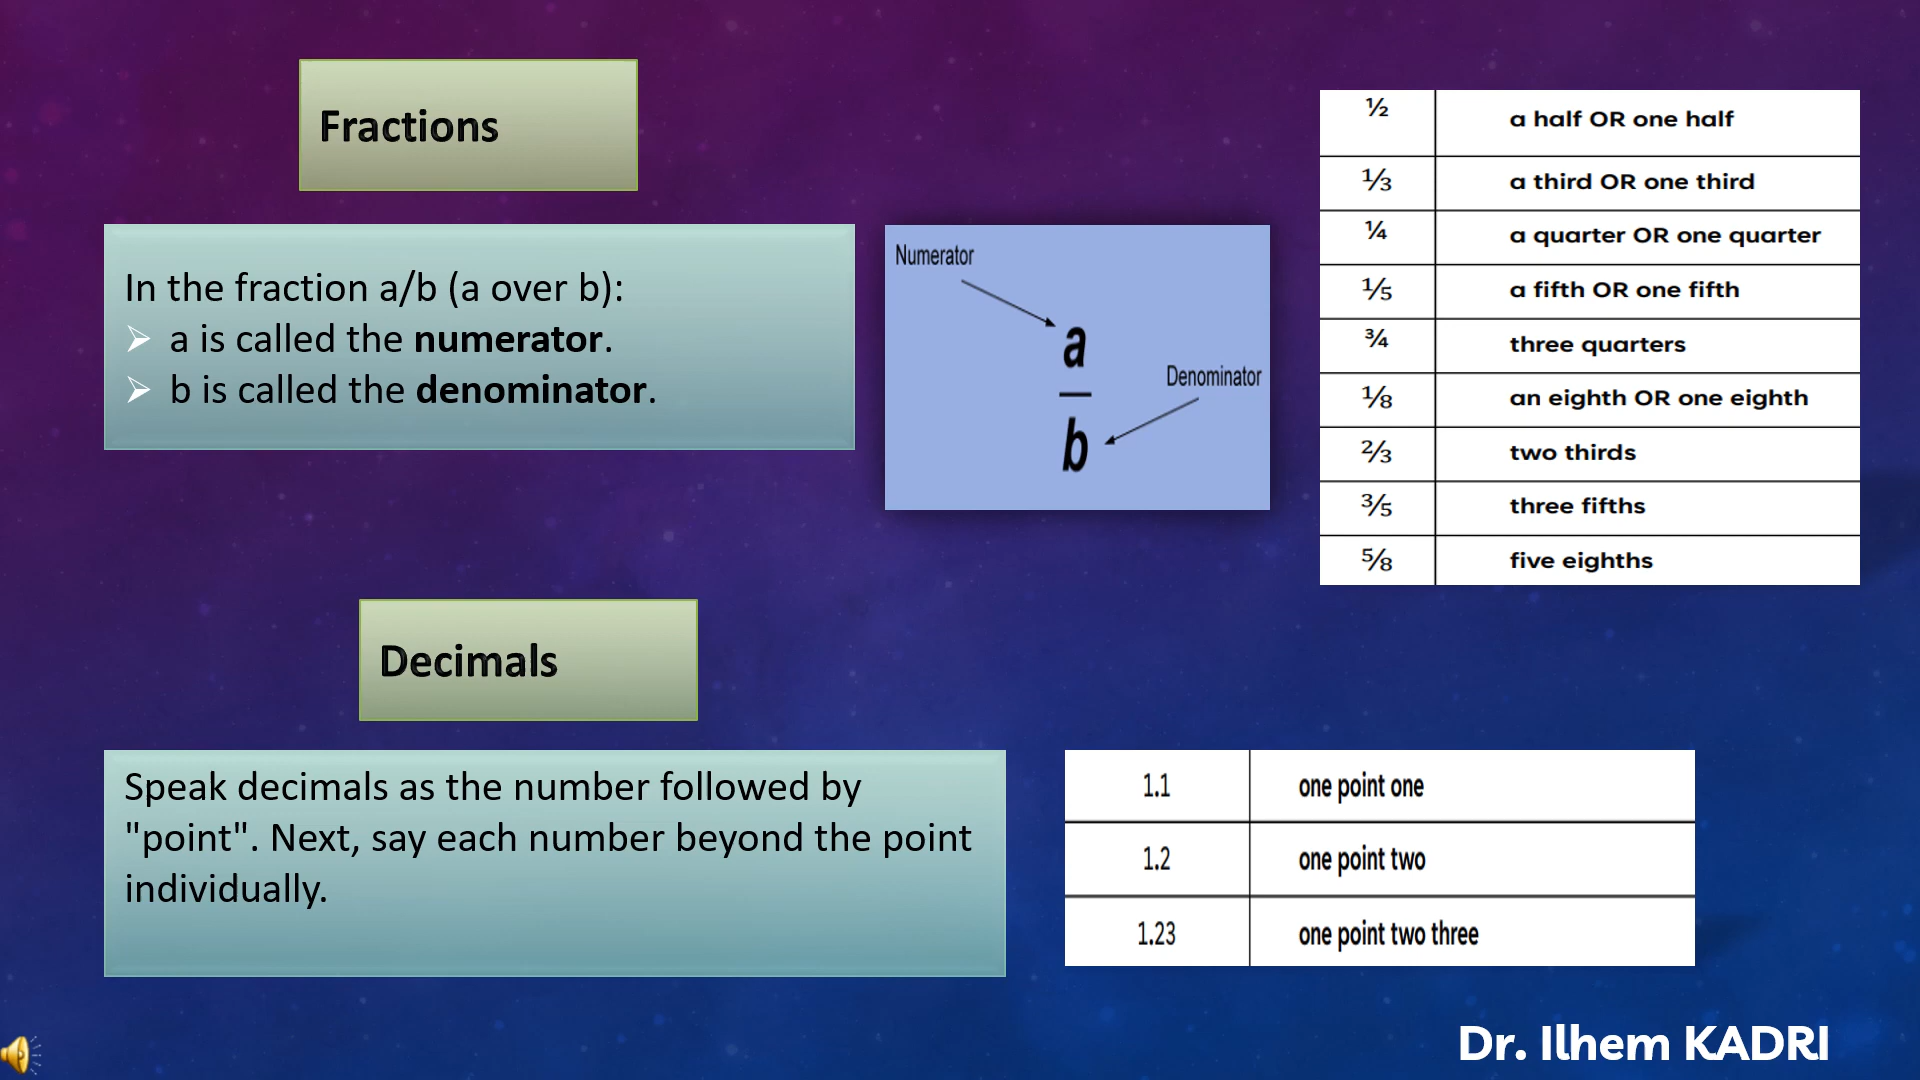 Fractions
In the fraction a/b (a over b):
➢ a is called the numerator.
➢ b is called the denominator.
Numerator
a
Denominator
b
½ a half OR one half
⅓ a third OR one third
¼ a quarter OR one quarter
⅕ a fifth OR one fifth
¾ three quarters
⅛ an eighth OR one eighth
⅔ two thirds
⅗ three fifths
⅝ five eighths
Decimals
Speak decimals as the number followed by
"point". Next, say each number beyond the point
individually.
1.1 one point one
1.2 one point two
1.23 one point two three
Dr. Ilhem KADRI